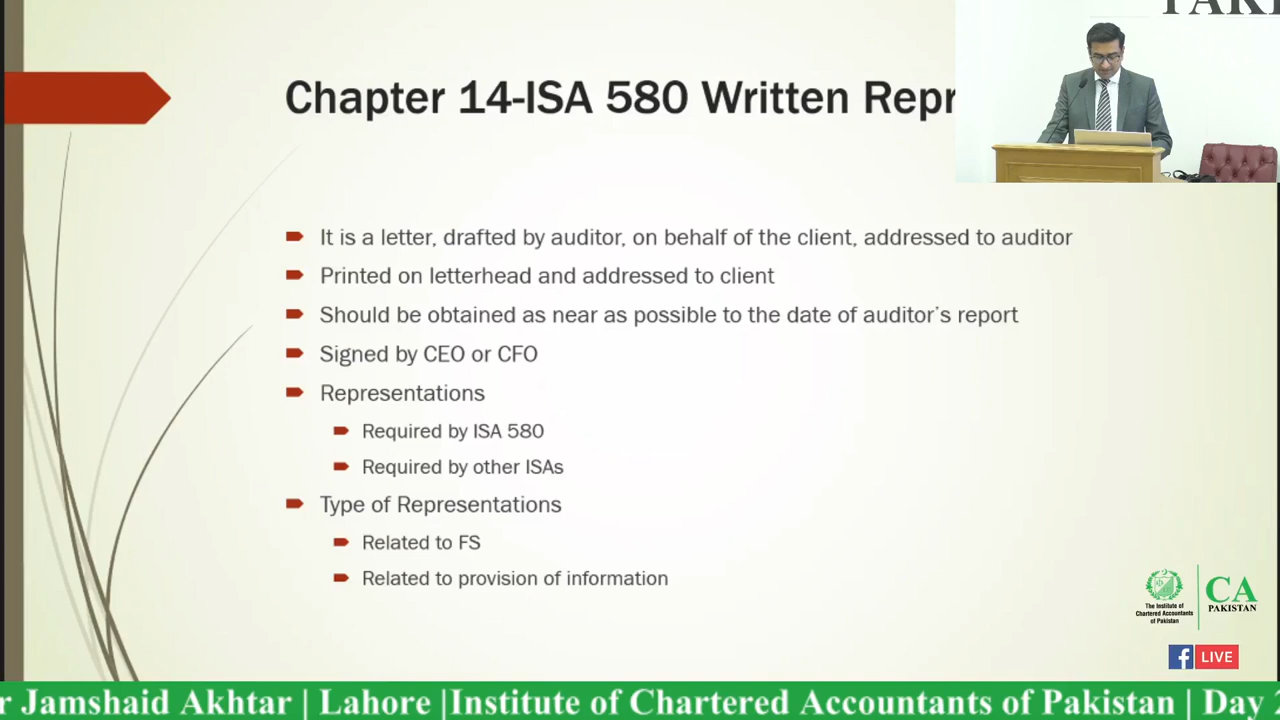 Chapter 14-ISA 580 Written Repr
It is a letter, drafted by auditor, on behalf of the client, addressed to auditor
Printed on letterhead and addressed to client
Should be obtained as near as possible to the date of auditor's report
Signed by CEO or CFO
Representations
Required by ISA 580
Required by other ISAs
Type of Representations
Related to FS
Related to provision of information
The Institute of
Chartered Accountants
of Pakistan
CA
PAKISTAN
LIVE
r Jamshaid Akhtar | Lahore |Institute of Chartered Accountants of Pakistan | Day 2